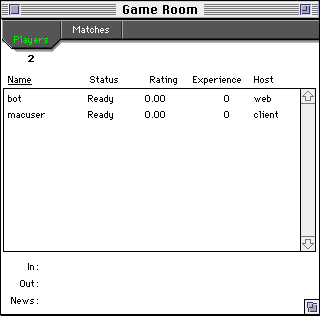 Game Room
Players Matches
2
Name Status Rating Experience Host
bot Ready 0.00 0 web
macuser Ready 0.00 0 client
In:
Out:
News: